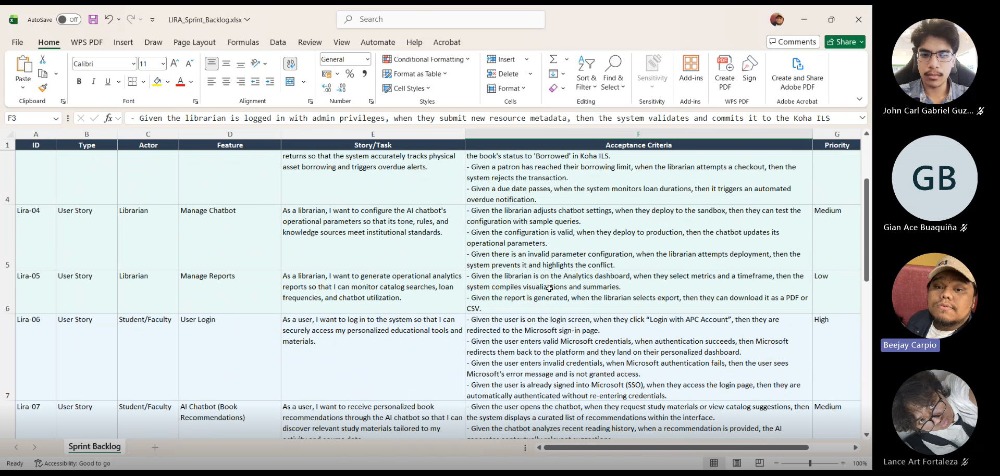 AutoSave Off LIRA_Sprint_Backlog.xlsx Search
File Home WPS PDF Insert Draw Page Layout Formulas Data Review View Automate Help Acrobat Comments Share
Paste
Clipboard
Calibri 11
B I U
Font
ab
Alignment
General
Number
Conditional Formatting
Format as Table
Cell Styles
Styles
Insert
Delete
Format
Cells
Sort & Filter
Find & Select
Editing
Sensitivity
Sensitivity
Add-ins
Add-ins
Create PDF
Sign
WPS PDF
Create and Share Adobe PDF
Adobe Acrobat
F3 fx - Given the librarian is logged in with admin privileges, when they submit new resource metadata, then the system validates and commits it to the Koha ILS
A B C D E F G
1 ID Type Actor Feature Story/Task Acceptance Criteria Priority
4
returns so that the system accurately tracks physical
asset borrowing and triggers overdue alerts.
the book's status to 'Borrowed' in Koha ILS.
- Given a patron has reached their borrowing limit, when the librarian attempts a checkout, then the
system rejects the transaction.
- Given a due date passes, when the system monitors loan durations, then it triggers an automated
overdue notification.
5
Lira-04 User Story Librarian Manage Chatbot
As a librarian, I want to configure the AI chatbot's
operational parameters so that its tone, rules, and
knowledge sources meet institutional standards.
- Given the librarian adjusts chatbot settings, when they deploy to the sandbox, then they can test the
configuration with sample queries.
- Given the configuration is valid, when they deploy to production, then the chatbot updates its
operational parameters.
- Given there is an invalid parameter configuration, when the librarian attempts deployment, then the
system prevents it and highlights the conflict.
Medium
6
Lira-05 User Story Librarian Manage Reports
As a librarian, I want to generate operational analytics
reports so that I can monitor catalog searches, loan
frequencies, and chatbot utilization.
- Given the librarian is on the Analytics dashboard, when they select metrics and a timeframe, then the
system compiles visualizations and summaries.
- Given the report is generated, when the librarian selects export, then they can download it as a PDF or
CSV.
Low
7
Lira-06 User Story Student/Faculty User Login
As a user, I want to log in to the system so that I can
securely access my personalized educational tools and
materials.
- Given the user is on the login screen, when they click “Login with APC Account”, then they are
redirected to the Microsoft sign-in page.
- Given the user enters valid Microsoft credentials, when authentication succeeds, then Microsoft
redirects them back to the platform and they land on their personalized dashboard.
- Given the user enters invalid credentials, when Microsoft authentication fails, then the user sees
Microsoft's error message and is not granted access.
- Given the user is already signed into Microsoft (SSO), when they access the login page, then they are
automatically authenticated without re-entering credentials.
High
Lira-07 User Story Student/Faculty AI Chatbot (Book
Recommendations)
As a user, I want to receive personalized book
recommendations through the AI chatbot so that I can
discover relevant study materials tailored to my
- Given the user opens the chatbot, when they request study materials or view catalog suggestions, then
the system displays a curated list of recommendations within the interface.
- Given the chatbot analyzes recent reading history, when a recommendation is provided, the AI
Medium
Sprint Backlog
Ready Accessibility: Good to go 100%
John Carl Gabriel Guz...
GB
Gian Ace Buaquiña
Beejay Carpio
Lance Art Fortaleza